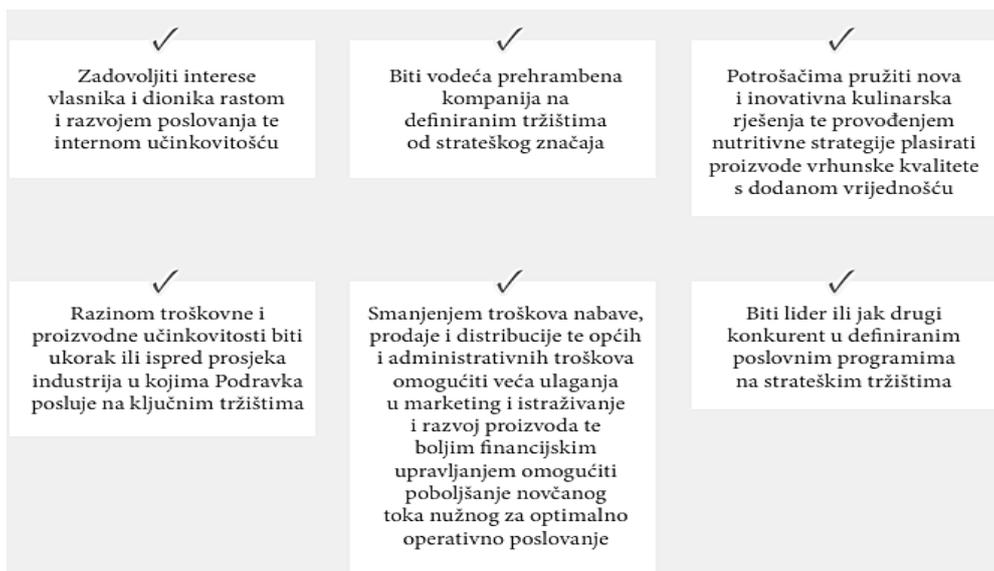 Zadovoljiti interese
vlasnika i dionika rastom
i razvojem poslovanja te
internom učinkovitošću
Biti vodeća prehrambena
kompanija na
definiranim tržištima
od strateškog značaja
Potrošačima pružiti nova
i inovativna kulinarska
rješenja te provođenjem
nutritivne strategije plasirati
proizvode vrhunske kvalitete
s dodanom vrijednošću
Razinom troškovne i
proizvodne učinkovitosti biti
ukorak ili ispred prosjeka
industrija u kojima Podravka
posluje na ključnim tržištima
Smanjenjem troškova nabave,
prodaje i distribucije te općih
i administrativnih troškova
omogućiti veća ulaganja
u marketing i istraživanje
i razvoj proizvoda te
boljim financijskim
upravljanjem omogućiti
poboljšanje novčanog
toka nužnog za optimalno
operativno poslovanje
Biti lider ili jak drugi
konkurent u definiranim
poslovnim programima
na strateškim tržištima